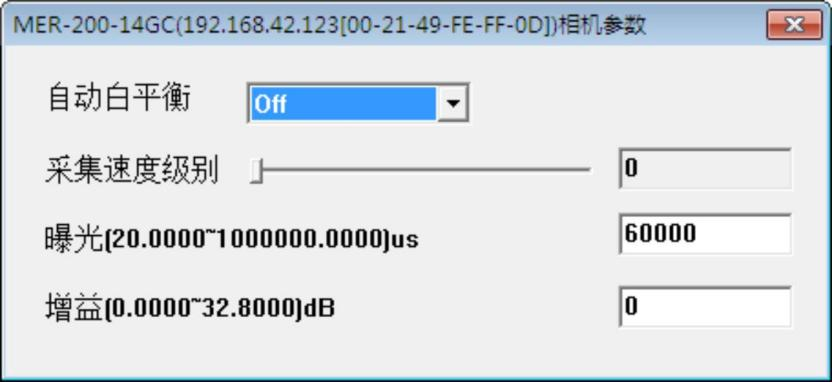 MER-200-14GC(192.168.42.123[00-21-49-FE-FF-0D])相机参数
自动白平衡 Off
采集速度级别 0
曝光(20.0000~1000000.0000)us 60000
增益(0.0000~32.8000)dB 0